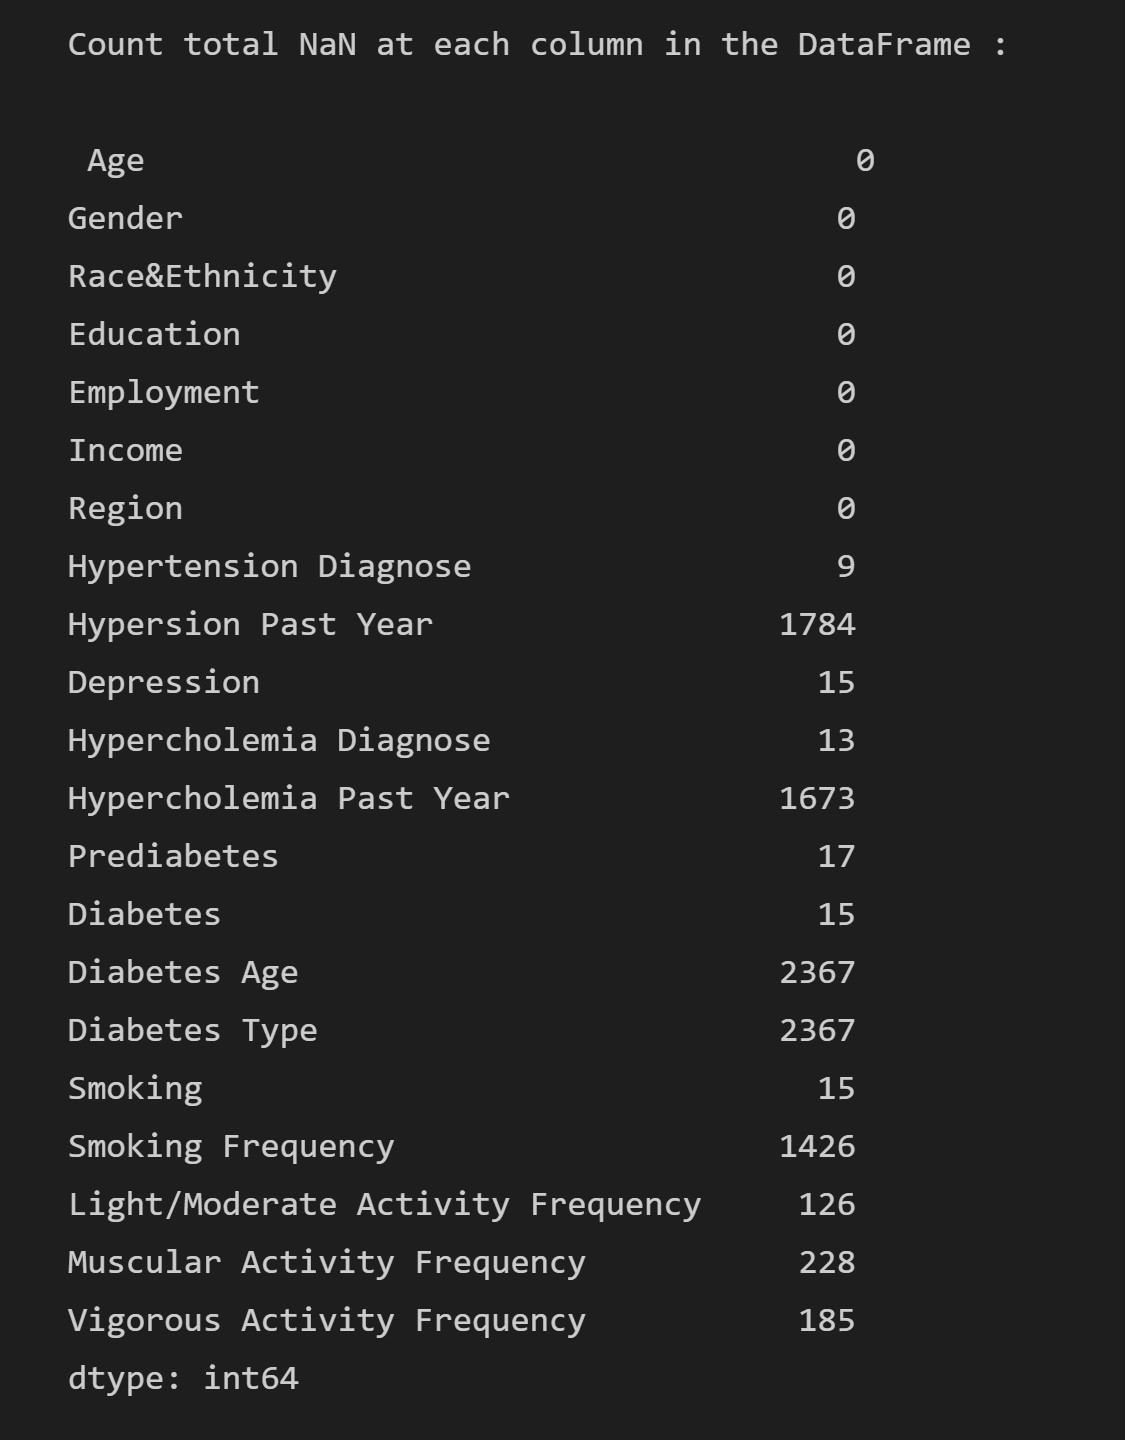 Count total NaN at each column in the DataFrame :
Age 0
Gender 0
Race&Ethnicity 0
Education 0
Employment 0
Income 0
Region 0
Hypertension Diagnose 9
Hypersion Past Year 1784
Depression 15
Hypercholemia Diagnose 13
Hypercholemia Past Year 1673
Prediabetes 17
Diabetes 15
Diabetes Age 2367
Diabetes Type 2367
Smoking 15
Smoking Frequency 1426
Light/Moderate Activity Frequency 126
Muscular Activity Frequency 228
Vigorous Activity Frequency 185
dtype: int64